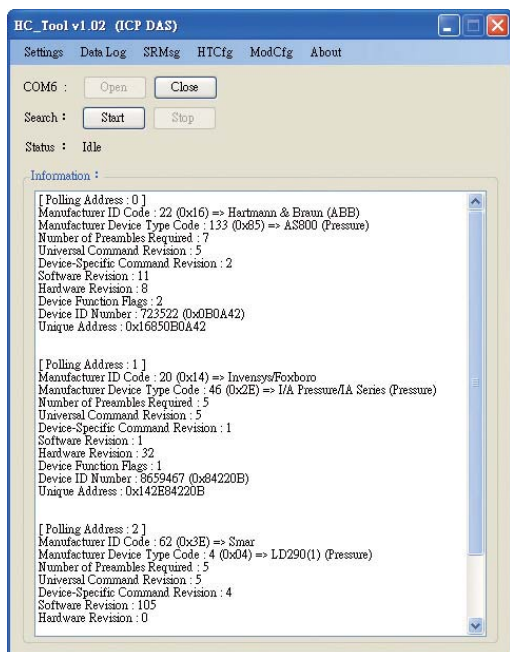 HC_Tool v1.02 (ICP DAS)
Settings Data Log SRMsg HTCfg ModCfg About
COM6 : Open Close
Search : Start Stop
Status : Idle
Information :
[ Polling Address : 0 ]
Manufacturer ID Code : 22 (0x16) => Hartmann & Braun (ABB)
Manufacturer Device Type Code : 133 (0x85) => AS800 (Pressure)
Number of Preambles Required : 7
Universal Command Revision : 5
Device-Specific Command Revision : 2
Software Revision : 11
Hardware Revision : 8
Device Function Flags : 2
Device ID Number : 723522 (0x0B0A42)
Unique Address : 0x16850B0A42
[ Polling Address : 1 ]
Manufacturer ID Code : 20 (0x14) => Invensys/Foxboro
Manufacturer Device Type Code : 46 (0x2E) => I/A Pressure/IA Series (Pressure)
Number of Preambles Required : 5
Universal Command Revision : 5
Device-Specific Command Revision : 1
Software Revision : 1
Hardware Revision : 32
Device Function Flags : 1
Device ID Number : 8659467 (0x84220B)
Unique Address : 0x142E84220B
[ Polling Address : 2 ]
Manufacturer ID Code : 62 (0x3E) => Smar
Manufacturer Device Type Code : 4 (0x04) => LD290(1) (Pressure)
Number of Preambles Required : 5
Universal Command Revision : 5
Device-Specific Command Revision : 4
Software Revision : 105
Hardware Revision : 0